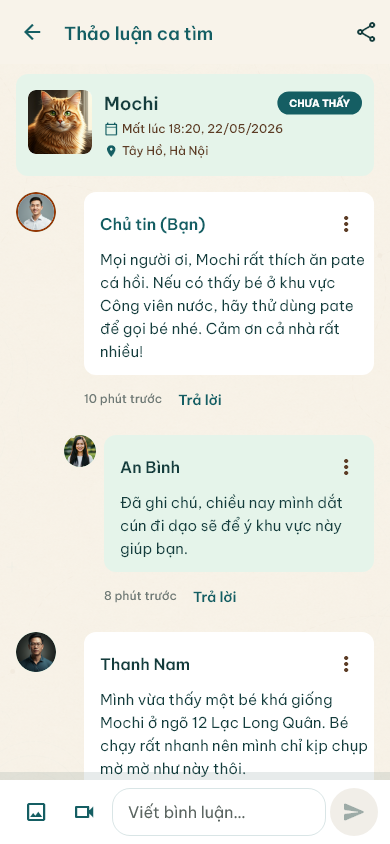 Thảo luận ca tìm
Mochi
CHƯA THẤY
Mất lúc 18:20, 22/05/2026
Tây Hồ, Hà Nội
Chủ tin (Bạn)
Mọi người ơi, Mochi rất thích ăn pate
cá hồi. Nếu có thấy bé ở khu vực
Công viên nước, hãy thử dùng pate
để gọi bé nhé. Cảm ơn cả nhà rất
nhiều!
10 phút trước
Trả lời
An Bình
Đã ghi chú, chiều nay mình dắt
cún đi dạo sẽ để ý khu vực này
giúp bạn.
8 phút trước
Trả lời
Thanh Nam
Mình vừa thấy một bé khá giống
Mochi ở ngõ 12 Lạc Long Quân. Bé
chạy rất nhanh nên mình chỉ kịp chụp
mờ mờ như này thôi.
Viết bình luận...